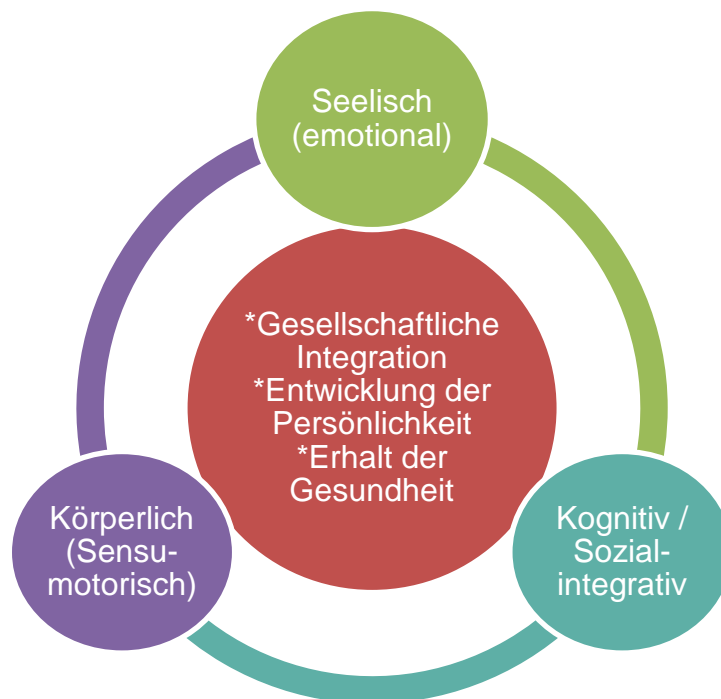 Seelisch
(emotional)
*Gesellschaftliche
Integration
*Entwicklung der
Persönlichkeit
*Erhalt der
Gesundheit
Körperlich
(Sensu-
motorisch)
Kognitiv /
Sozial-
integrativ